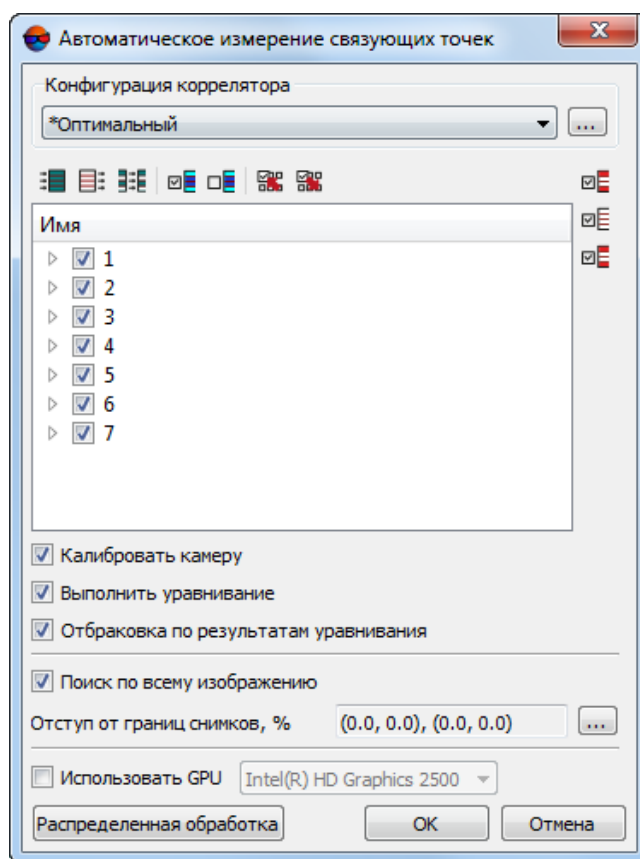 Автоматическое измерение связующих точек
Конфигурация коррелятора
*Оптимальный
...
Имя
1
2
3
4
5
6
7
Калибровать камеру
Выполнить уравнивание
Отбраковка по результатам уравнивания
Поиск по всему изображению
Отступ от границ снимков, % (0.0, 0.0), (0.0, 0.0) ...
Использовать GPU Intel(R) HD Graphics 2500
Распределенная обработка OK Отмена